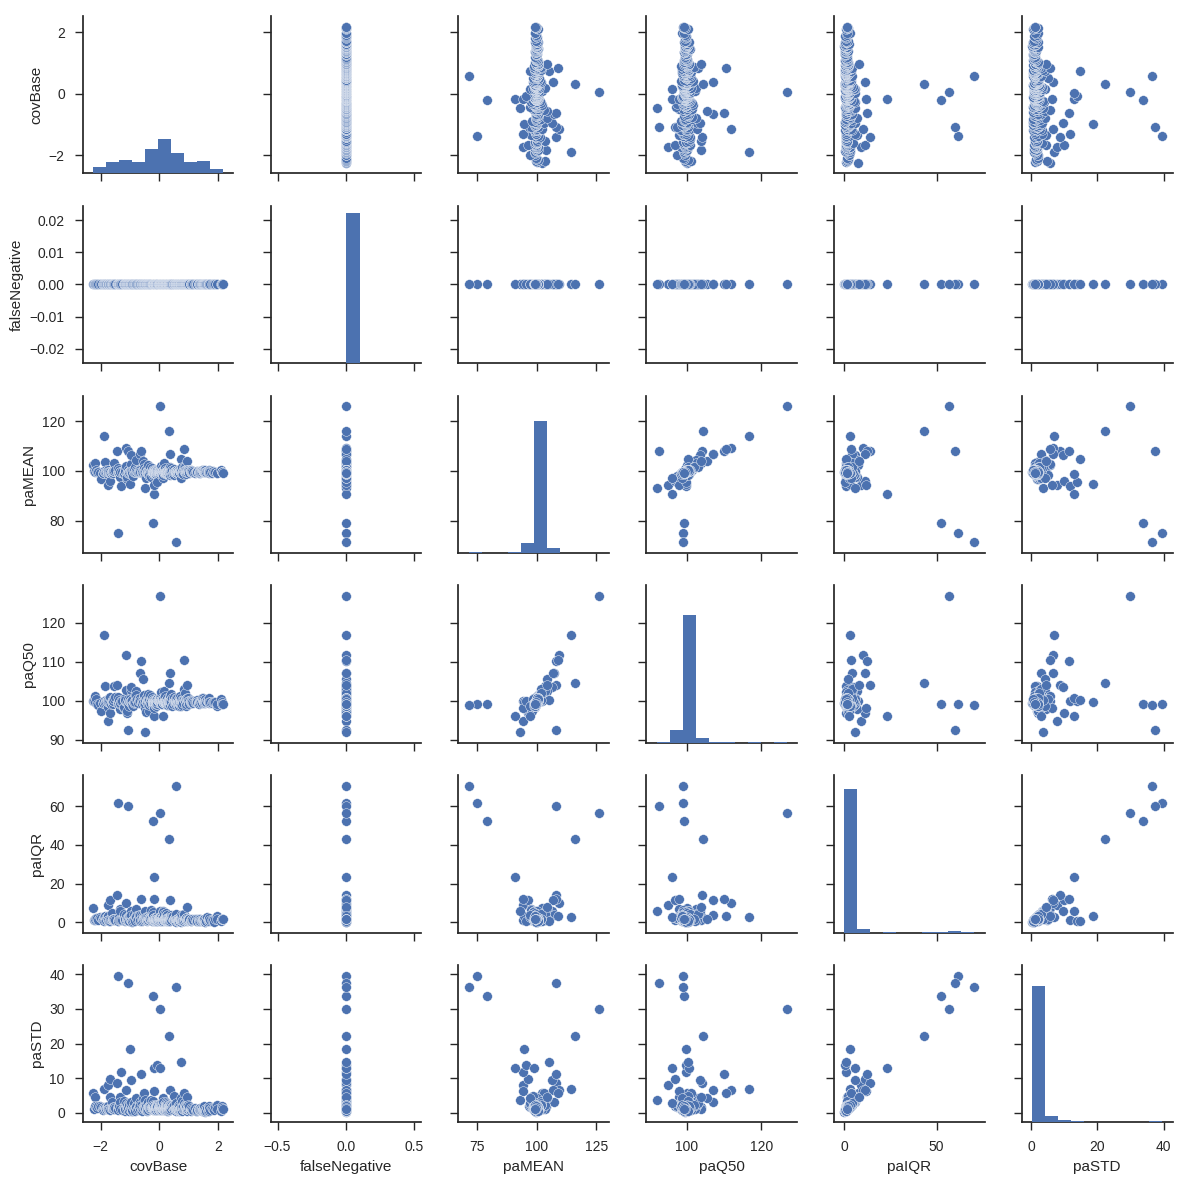 2
0
−2
covBase
0.02
0.01
0.00
−0.01
−0.02
falseNegative
120
100
80
paMEAN
120
110
100
90
paQ50
60
40
20
0
paIQR
40
30
20
10
0
paSTD
−2 0 2
−0.5 0.0 0.5
75 100 125
100 120
0 50
0 20 40
covBase falseNegative paMEAN paQ50 paIQR paSTD